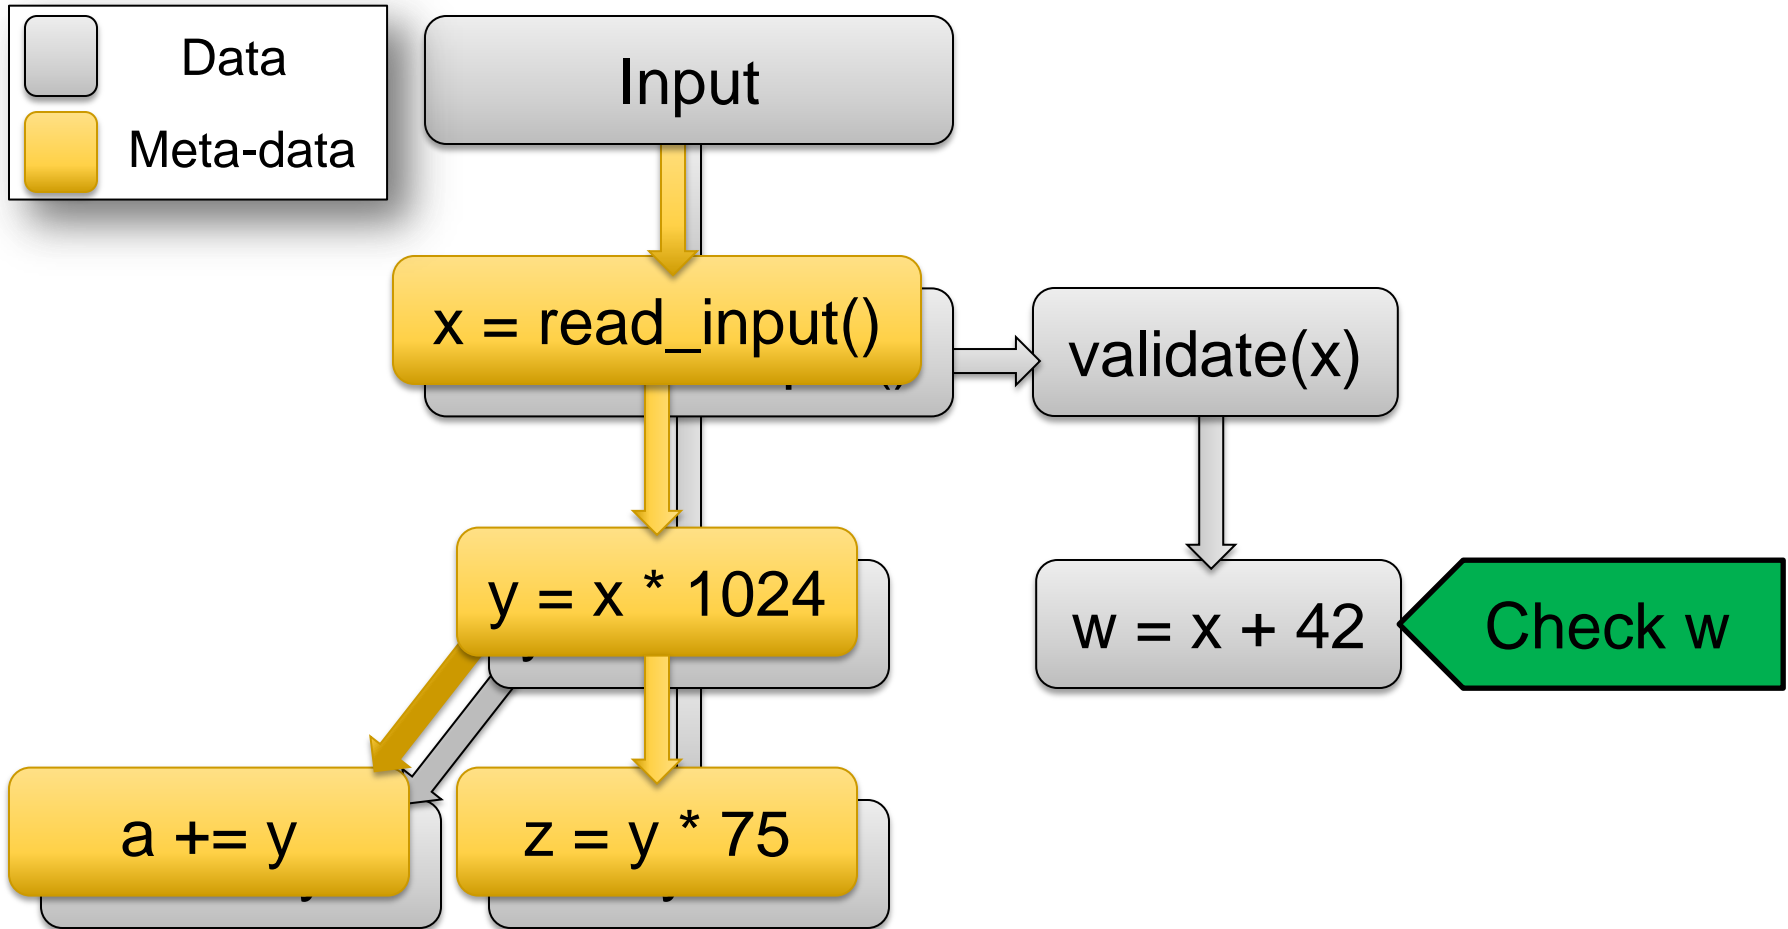 Data
Meta-data
Input
x = read_input()
validate(x)
y = x * 1024
w = x + 42
Check w
a += y
z = y * 75